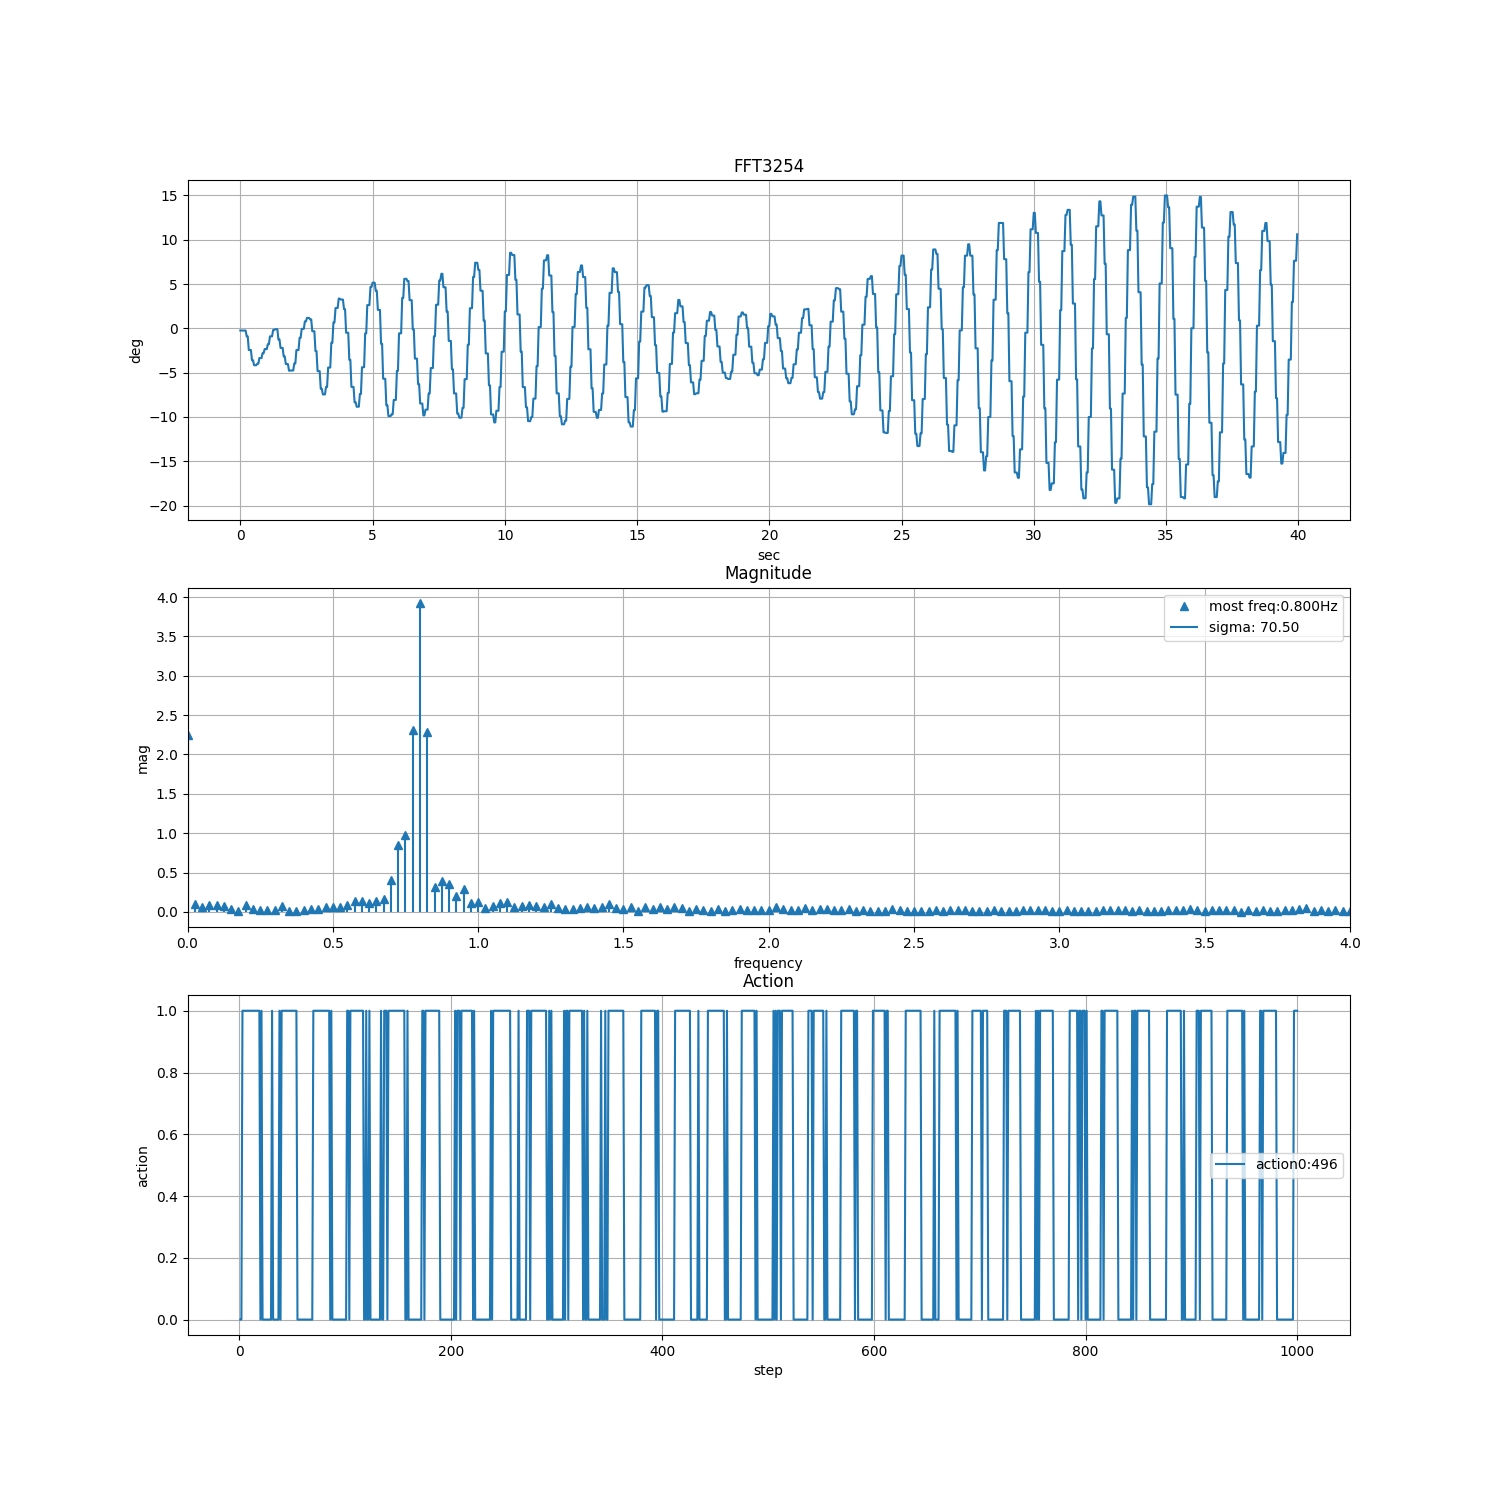 FFT3254
15
10
5
0
−5
−10
−15
−20
deg
0 5 10 15 20 25 30 35 40
sec
Magnitude
4.0
3.5
3.0
2.5
2.0
1.5
1.0
0.5
0.0
mag
most freq:0.800Hz
sigma: 70.50
0.0 0.5 1.0 1.5 2.0 2.5 3.0 3.5 4.0
frequency
Action
1.0
0.8
0.6
0.4
0.2
0.0
action
action0:496
0 200 400 600 800 1000
step